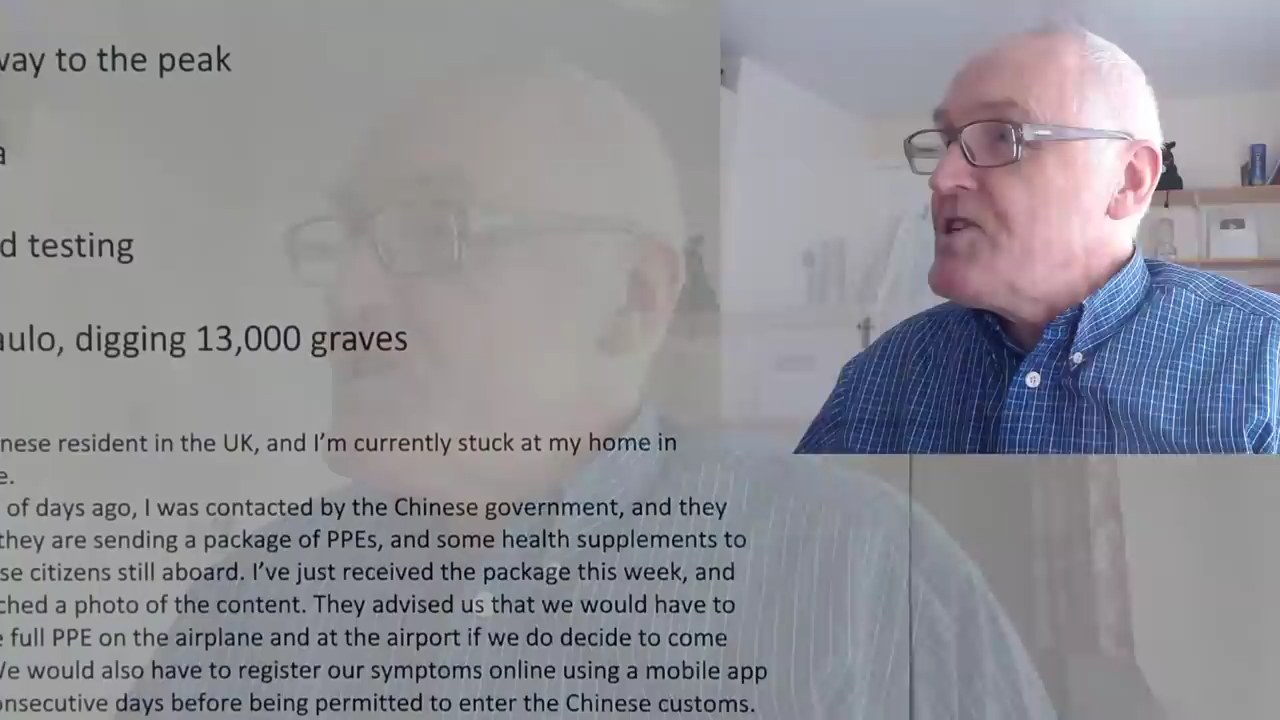 way to the peak
a
d testing
aulo, digging 13,000 graves
nese resident in the UK, and I'm currently stuck at my home in
e.
of days ago, I was contacted by the Chinese government, and they
they are sending a package of PPEs, and some health supplements to
se citizens still aboard. I've just received the package this week, and
ched a photo of the content. They advised us that we would have to
e full PPE on the airplane and at the airport if we do decide to come
We would also have to register our symptoms online using a mobile app
onsecutive days before being permitted to enter the Chinese customs.